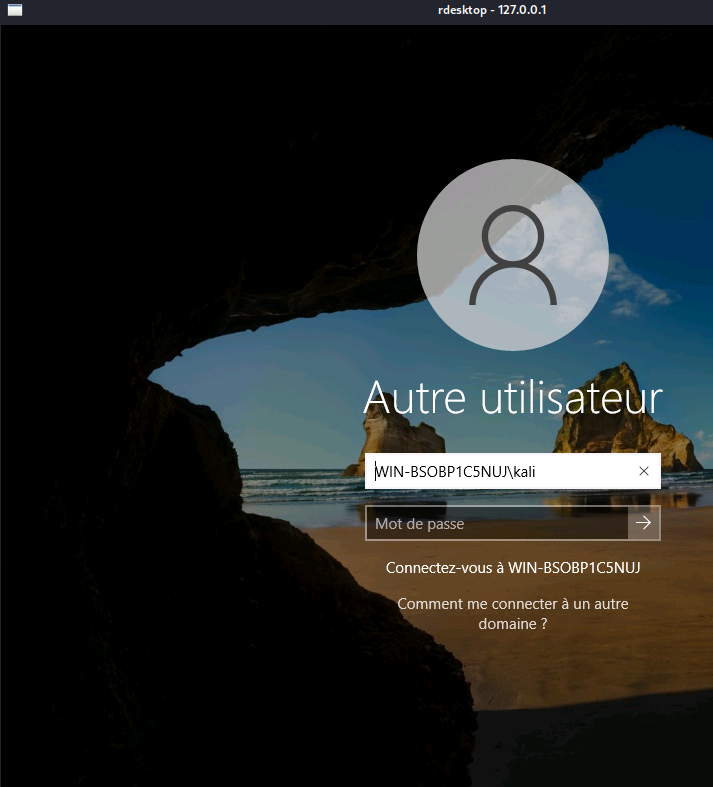 rdesktop - 127.0.0.1
Autre utilisateur
WIN-BSOBP1C5NUJ\kali
Mot de passe
Connectez-vous à WIN-BSOBP1C5NUJ
Comment me connecter à un autre
domaine ?